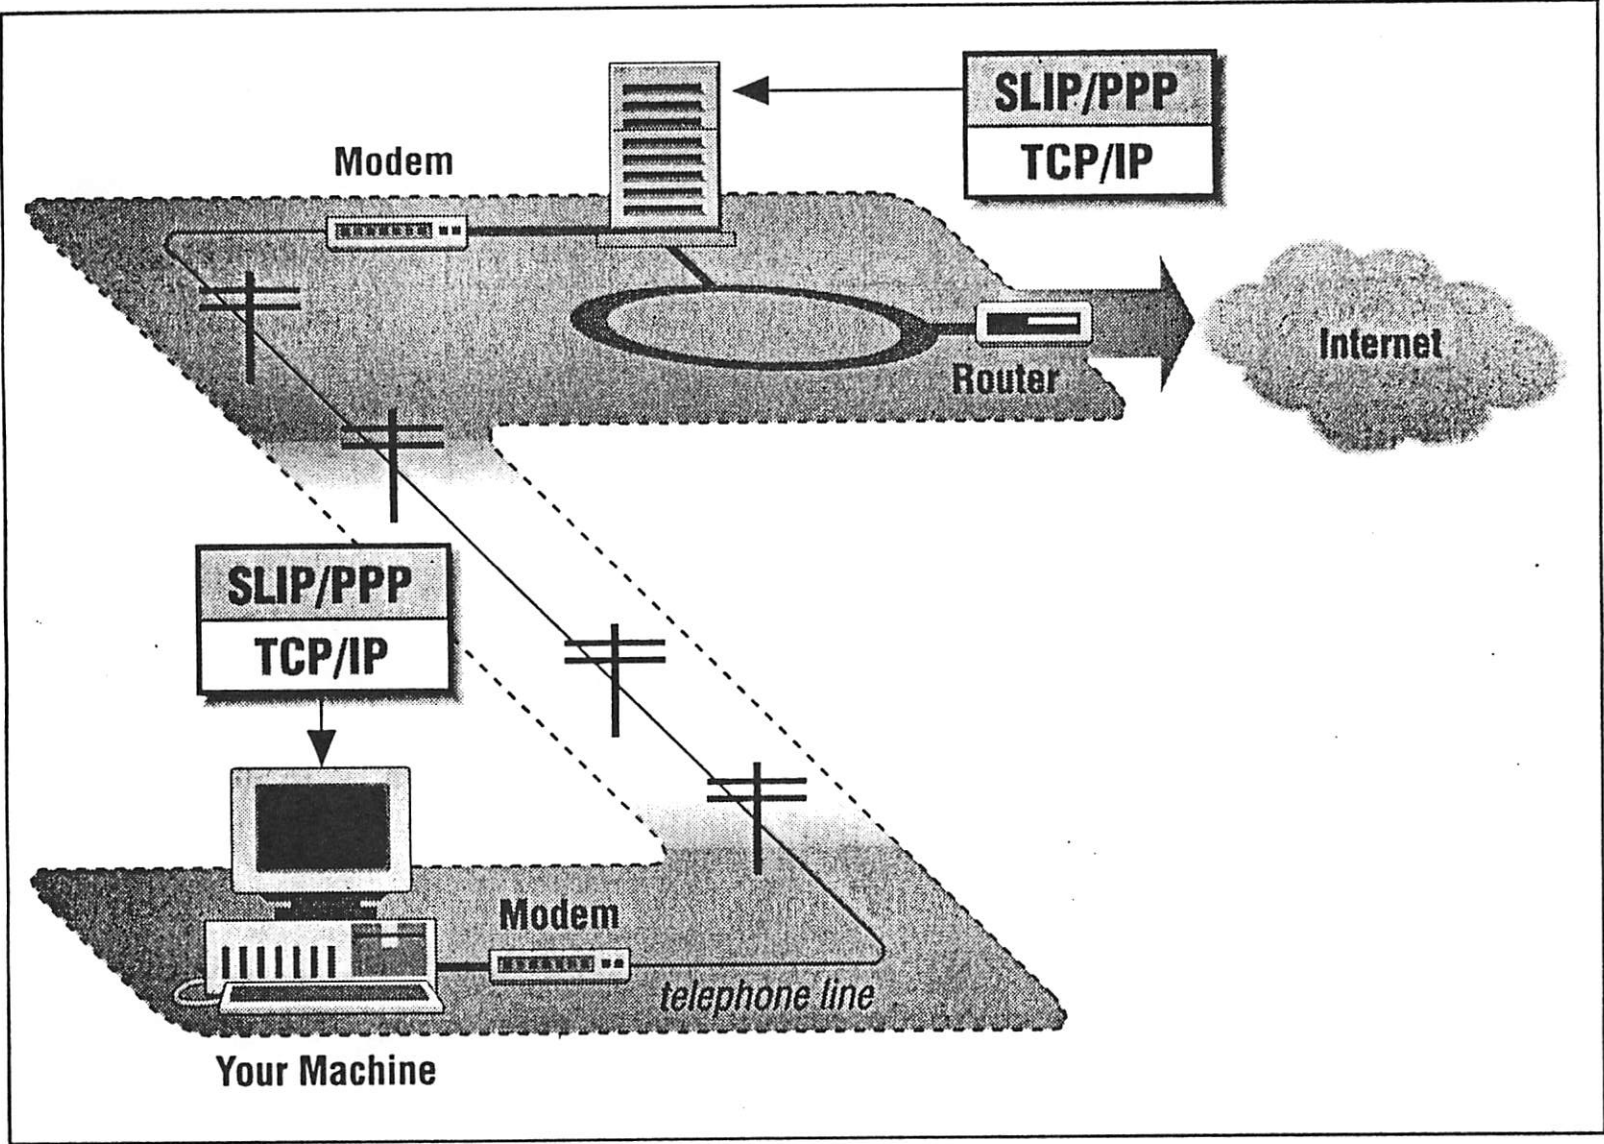 SLIP/PPP
TCP/IP
Modem
Internet
Router
SLIP/PPP
TCP/IP
Modem
telephone line
Your Machine